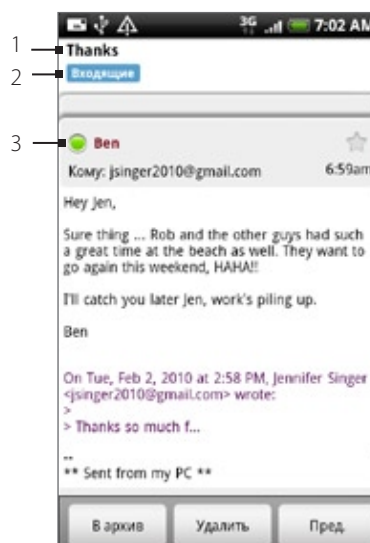 3G 7:02 AM
1 Thanks
2 Входящие
3 Ben
Кому: jsinger2010@gmail.com 6:59am
Hey Jen,
Sure thing ... Rob and the other guys had such
a great time at the beach as well. They want to
go again this weekend, HAHA!!
I'll catch you later Jen, work's piling up.
Ben
On Tue, Feb 2, 2010 at 2:58 PM, Jennifer Singer
<jsinger2010@gmail.com> wrote:
>
> Thanks so much f...
--
** Sent from my PC **
В архив Удалить Пред.